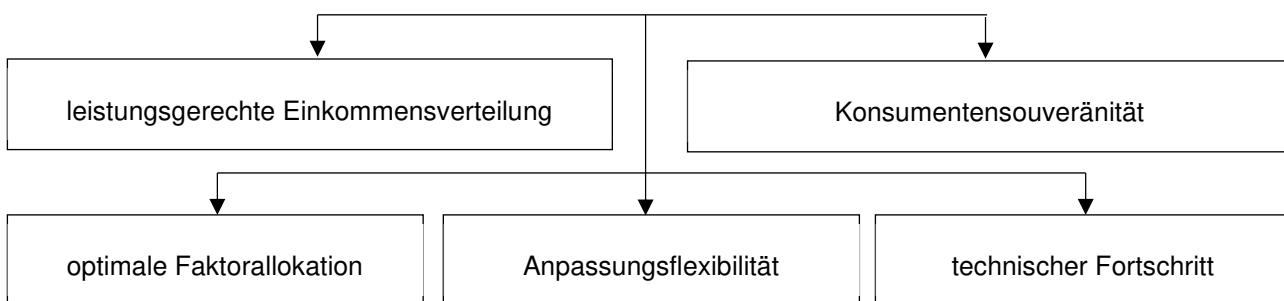 leistungsgerechte Einkommensverteilung
Konsumentensouveränität
optimale Faktorallokation
Anpassungsflexibilität
technischer Fortschritt